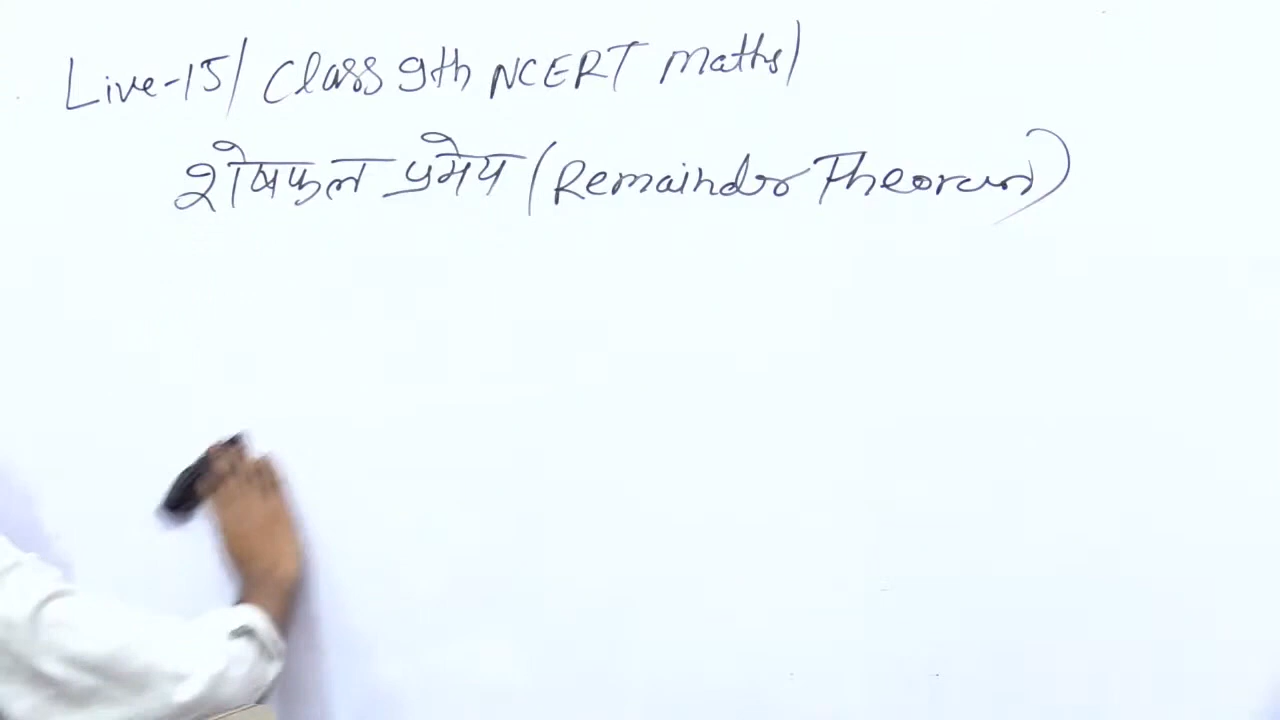 Live-15/ Class 9th NCERT Maths/
शेषफल प्रमेय (Remainder Theorem)